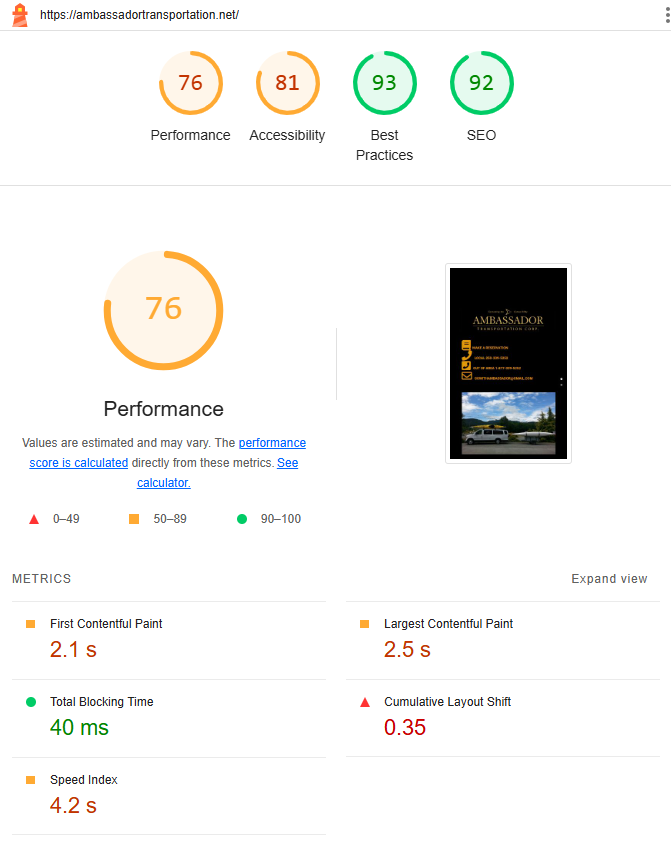 https://ambassadortransportation.net/
76
81
93
92
Performance
Accessibility
Best
Practices
SEO
76
AMBASSADOR
TRANSPORTATION CORP
Performance
Values are estimated and may vary. The performance
score is calculated directly from these metrics. See
calculator.
0–49
50–89
90–100
METRICS
Expand view
First Contentful Paint
2.1 s
Largest Contentful Paint
2.5 s
Total Blocking Time
40 ms
Cumulative Layout Shift
0.35
Speed Index
4.2 s